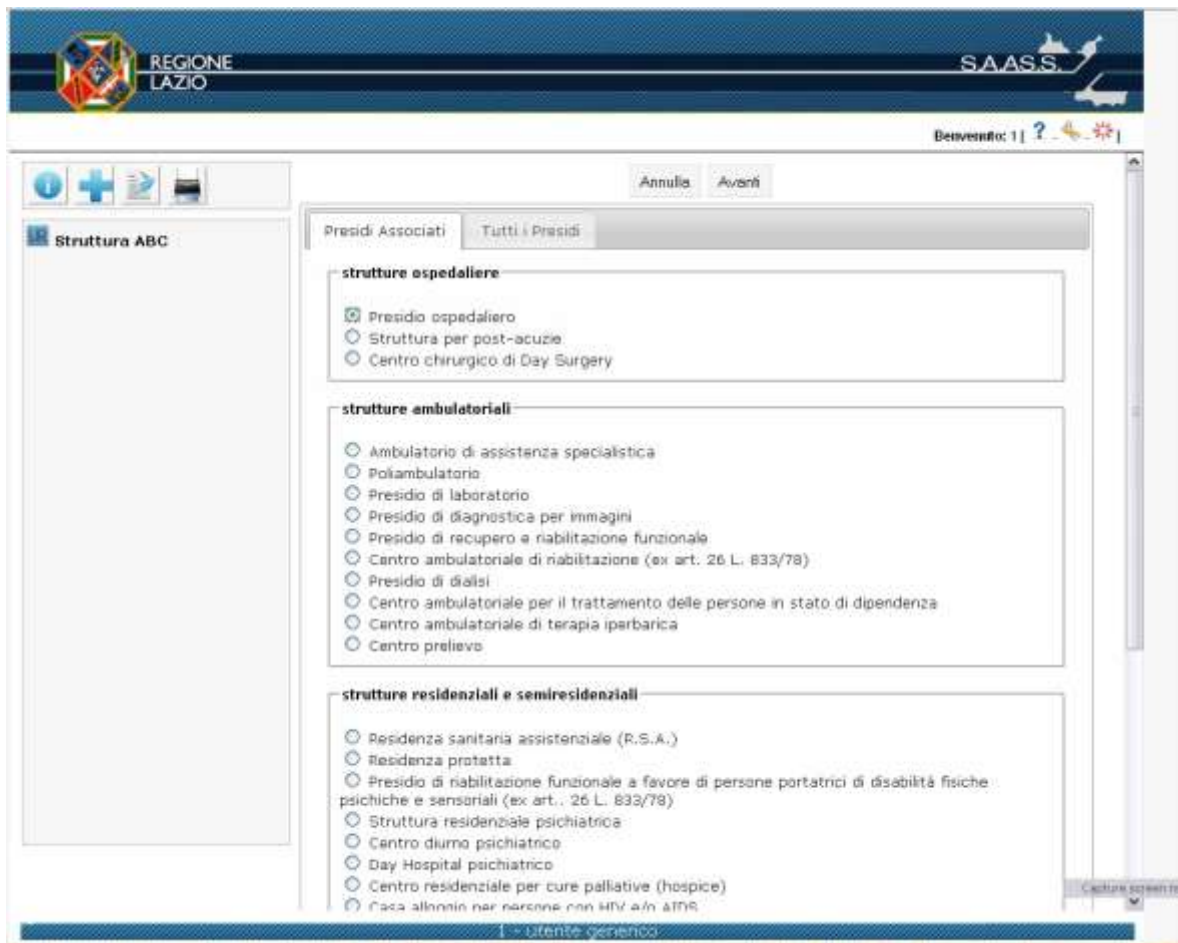 REGIONE
LAZIO
S.A.AS.S.
Benvenuto: 1 [ ? - - ]
Annulla Avanti
Struttura ABC
Presidi Associati Tutti i Presidi
strutture ospedaliere
Presidio ospedaliero
Struttura per post-acuzie
Centro chirurgico di Day Surgery
strutture ambulatoriali
Ambulatorio di assistenza specialistica
Poliambulatorio
Presidio di laboratorio
Presidio di diagnostica per immagini
Presidio di recupero e riabilitazione funzionale
Centro ambulatoriale di riabilitazione (ex art. 26 L. 833/78)
Presidio di dialisi
Centro ambulatoriale per il trattamento delle persone in stato di dipendenza
Centro ambulatoriale di terapia iperbarica
Centro prelievo
strutture residenziali e semiresidenziali
Residenza sanitaria assistenziale (R.S.A.)
Residenza protetta
Presidio di riabilitazione funzionale a favore di persone portatrici di disabilità fisiche
psichiche e sensoriali (ex art.. 26 L. 833/78)
Struttura residenziale psichiatrica
Centro diurno psichiatrico
Day Hospital psichiatrico
Centro residenziale per cure palliative (hospice)
Casa alloggio per persone con HIV e/o AIDS
Capture screen
1 - utente generico